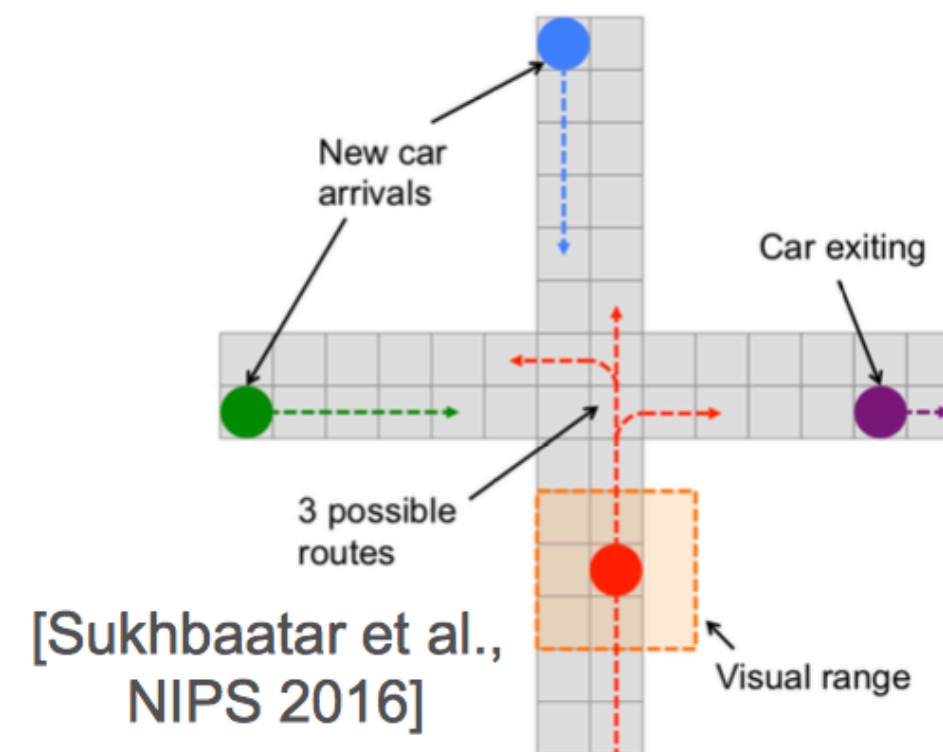 New car
arrivals
Car exiting
3 possible
routes
[Sukhbaatar et al.,
NIPS 2016]
Visual range